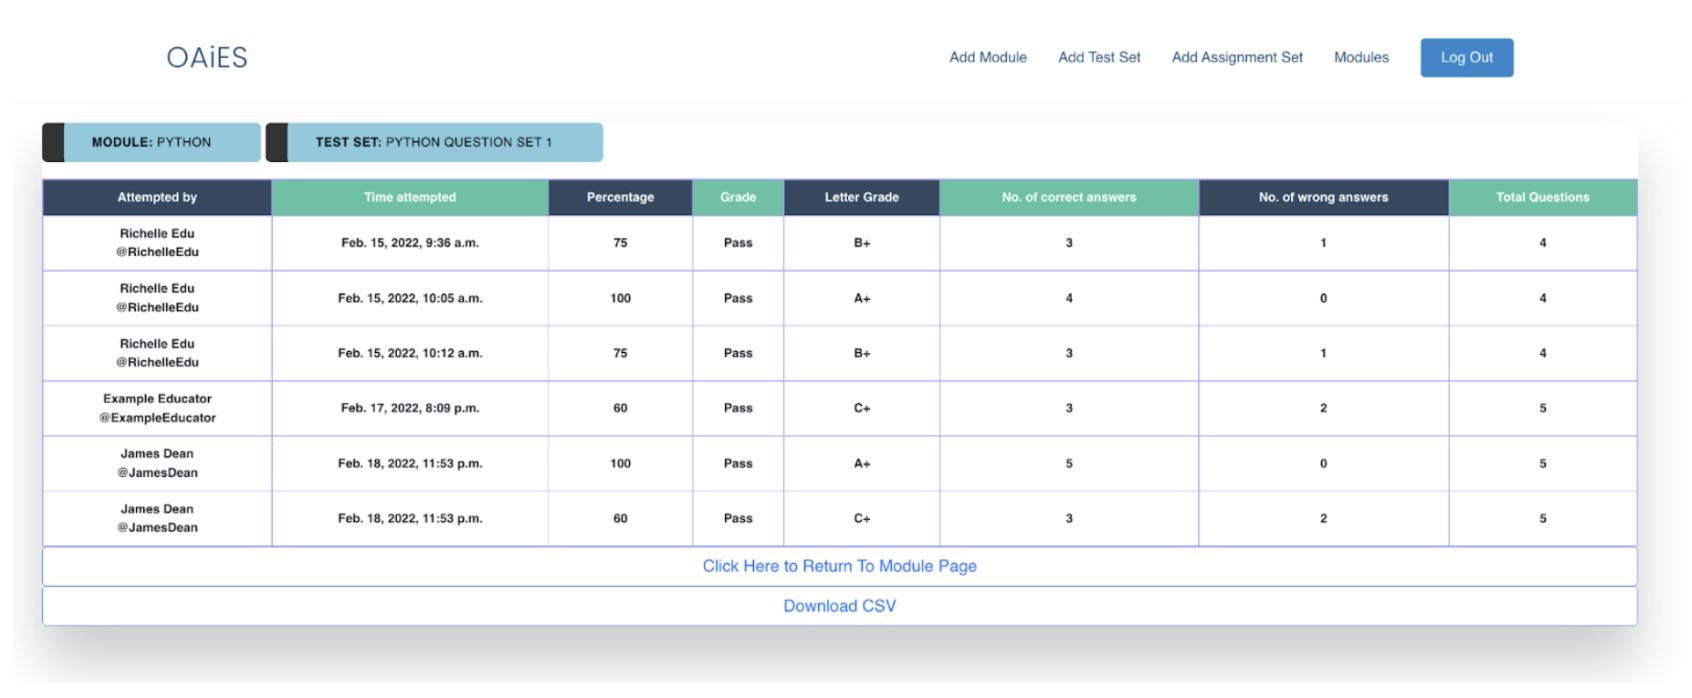 OAiES
Add Module Add Test Set Add Assignment Set Modules Log Out
MODULE: PYTHON TEST SET: PYTHON QUESTION SET 1
Attempted by Time attempted Percentage Grade Letter Grade No. of correct answers No. of wrong answers Total Questions
Richelle Edu
@RichelleEdu Feb. 15, 2022, 9:36 a.m. 75 Pass B+ 3 1 4
Richelle Edu
@RichelleEdu Feb. 15, 2022, 10:05 a.m. 100 Pass A+ 4 0 4
Richelle Edu
@RichelleEdu Feb. 15, 2022, 10:12 a.m. 75 Pass B+ 3 1 4
Example Educator
@ExampleEducator Feb. 17, 2022, 8:09 p.m. 60 Pass C+ 3 2 5
James Dean
@JamesDean Feb. 18, 2022, 11:53 p.m. 100 Pass A+ 5 0 5
James Dean
@JamesDean Feb. 18, 2022, 11:53 p.m. 60 Pass C+ 3 2 5
Click Here to Return To Module Page
Download CSV